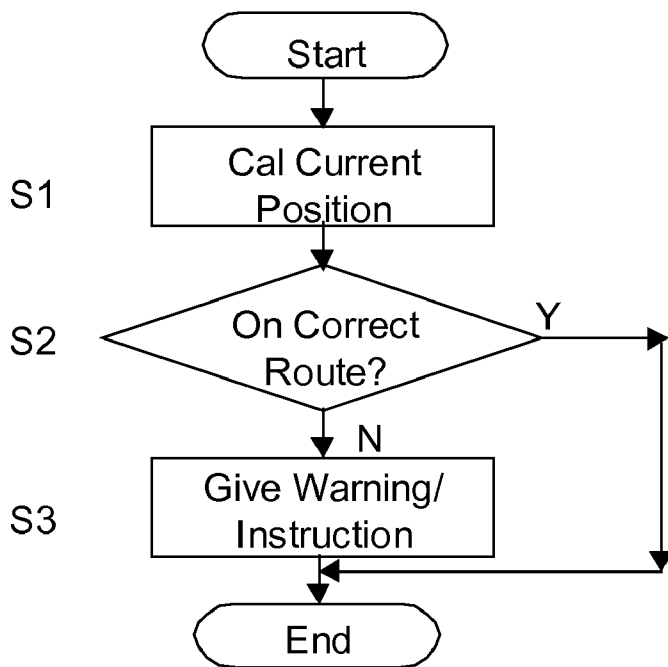 Start
S1
Cal Current
Position
S2
On Correct
Route?
Y
N
S3
Give Warning/
Instruction
End